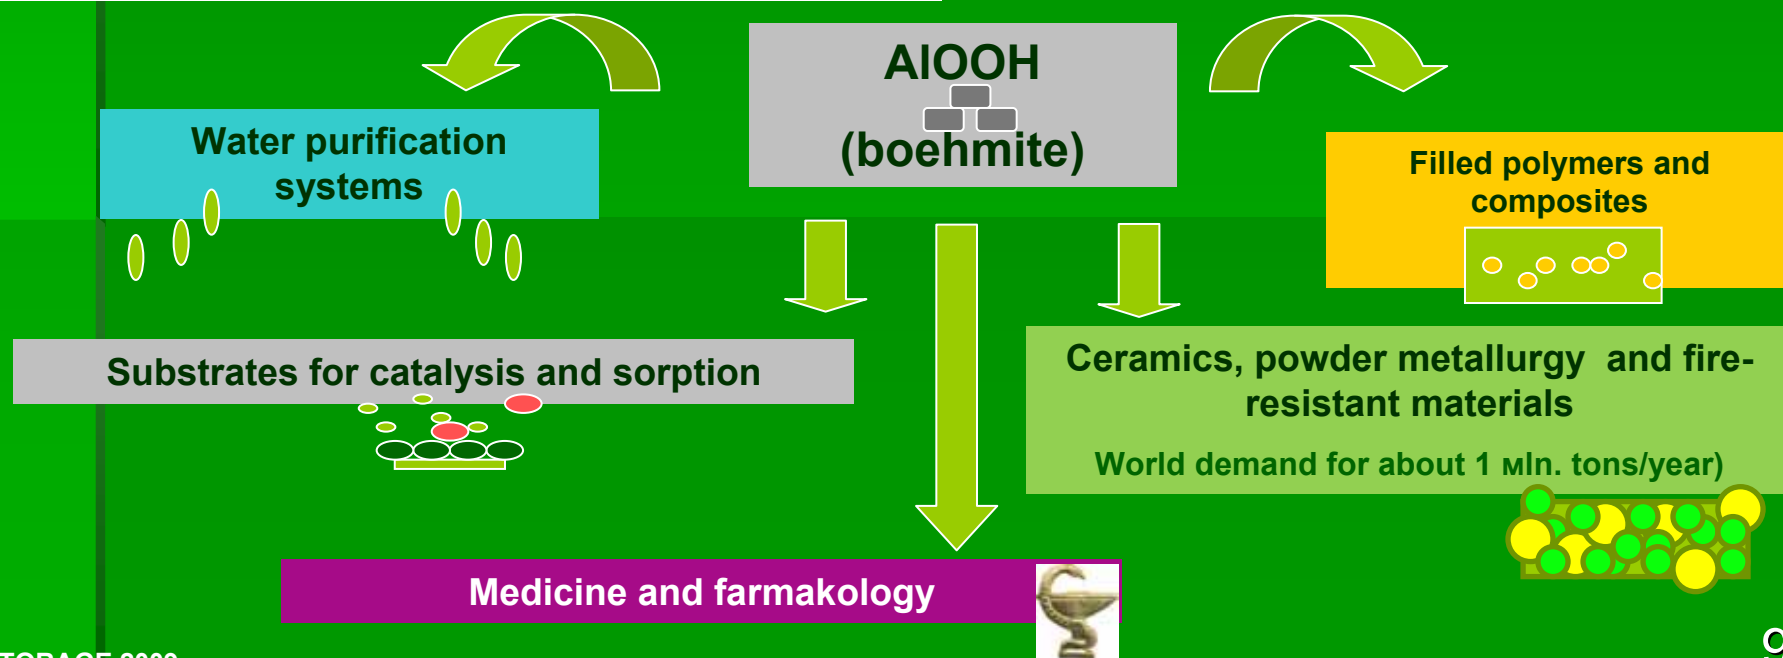 AlOOH
(boehmite)
Water purification
systems
Filled polymers and
composites
Substrates for catalysis and sorption
Ceramics, powder metallurgy and fire-
resistant materials
World demand for about 1 мln. tons/year)
Medicine and farmakology